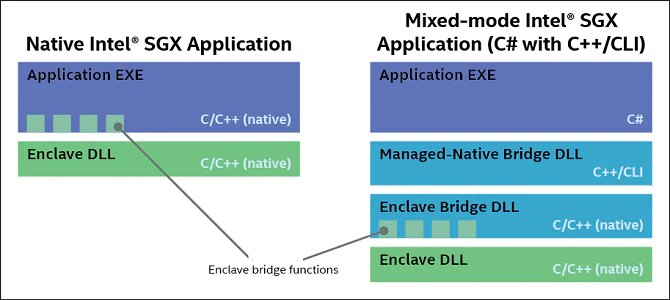 Native Intel® SGX Application
Application EXE
C/C++ (native)
Enclave DLL
C/C++ (native)
Mixed-mode Intel® SGX
Application (C# with C++/CLI)
Application EXE
C#
Managed-Native Bridge DLL
C++/CLI
Enclave Bridge DLL
C/C++ (native)
Enclave DLL
C/C++ (native)
Enclave bridge functions